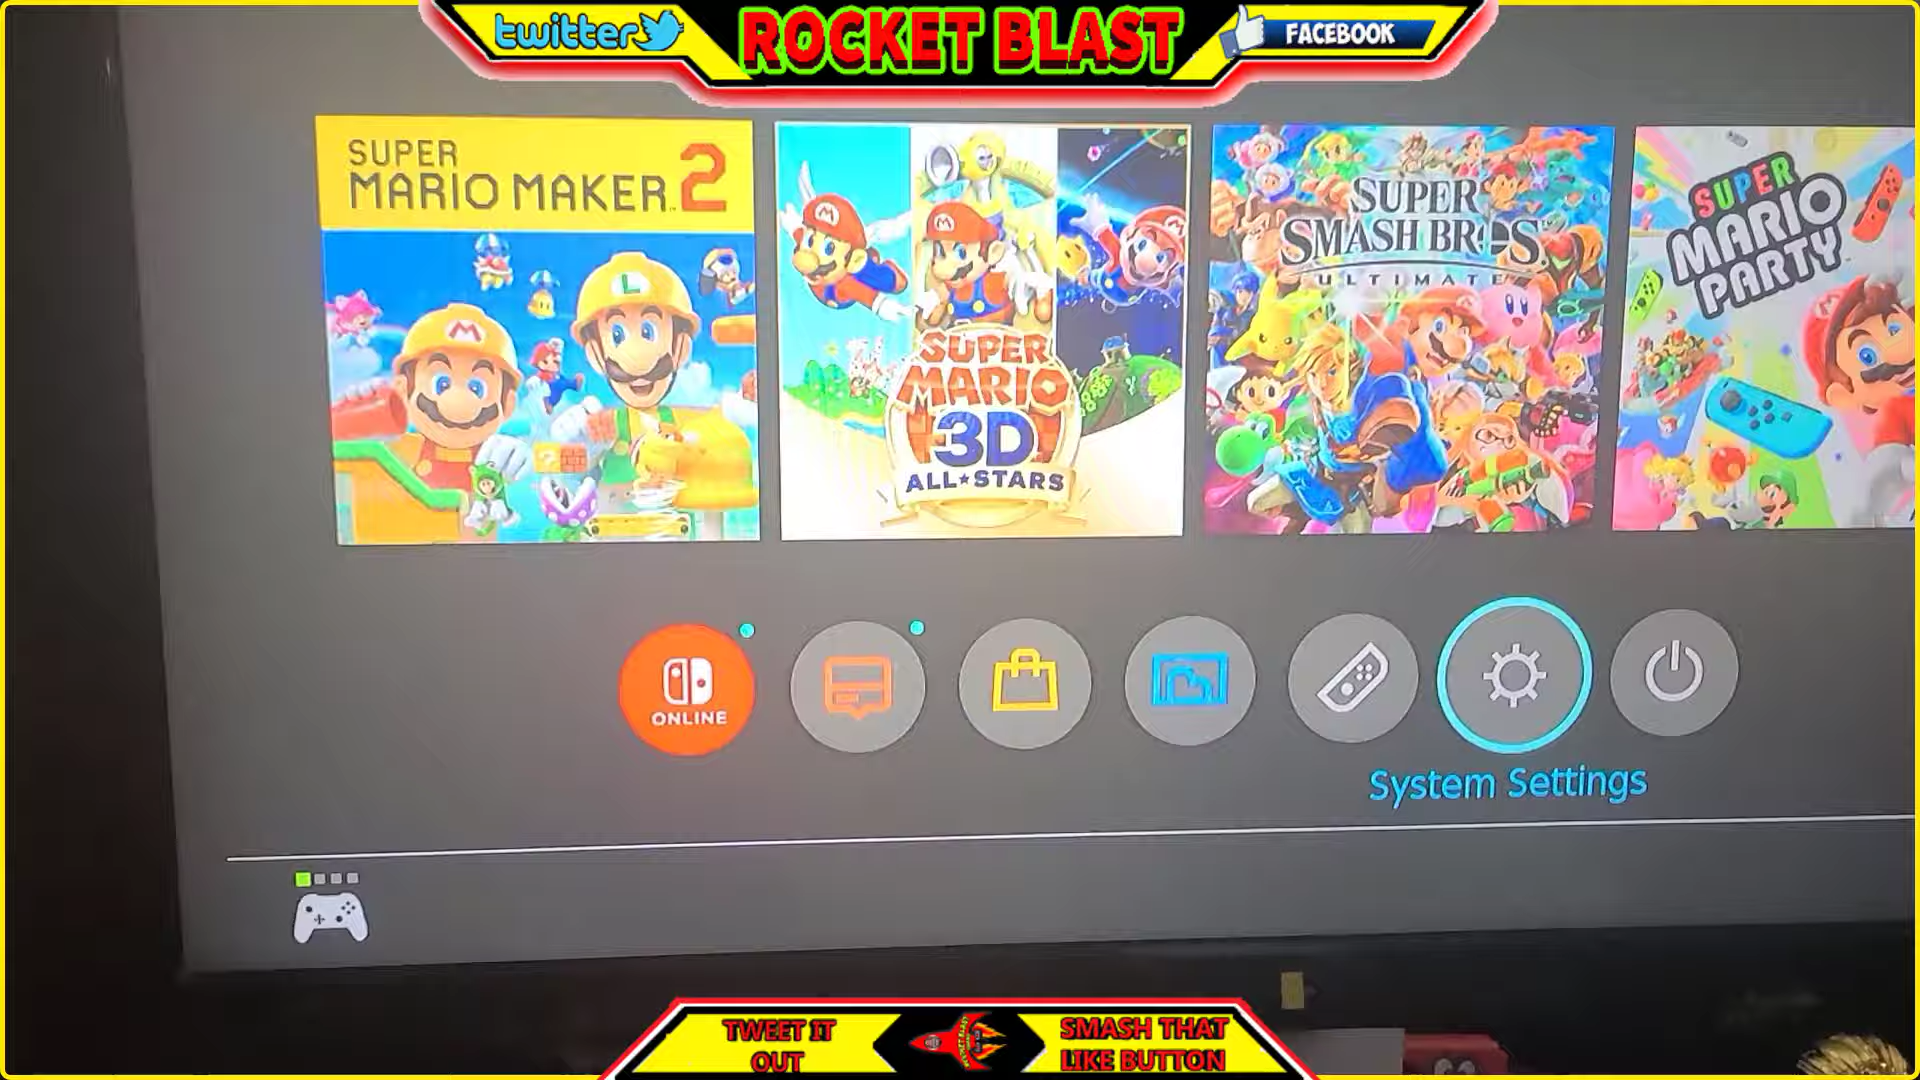 twitter
ROCKET BLAST
FACEBOOK
SUPER
MARIO MAKER 2
SUPER
MARIO
3D
ALL★STARS
SUPER
SMASH BROS.
ULTIMATE
SUPER
MARIO
PARTY
ONLINE
System Settings
TWEET IT
OUT
SMASH THAT
LIKE BUTTON